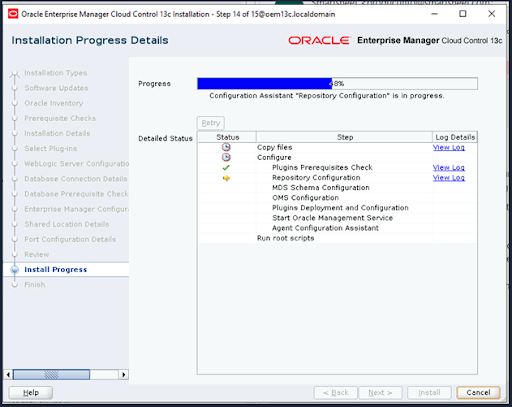 Oracle Enterprise Manager Cloud Control 13c Installation - Step 14 of 15@oem13c.localdomain
Installation Progress Details
ORACLE Enterprise Manager Cloud Control 13c
Installation Types
Software Updates
Oracle Inventory
Prerequisite Checks
Installation Details
Select Plug-ins
WebLogic Server Configuratio
Database Connection Details
Database Prerequisite Check
Enterprise Manager Configura
Shared Location Details
Port Configuration Details
Review
Install Progress
Finish
Progress
48%
Configuration Assistant "Repository Configuration" is in progress.
Retry
Detailed Status
Status Step Log Details
Copy files View Log
Configure
Plugins Prerequisites Check View Log
Repository Configuration View Log
MDS Schema Configuration
OMS Configuration
Plugins Deployment and Configuration
Start Oracle Management Service
Agent Configuration Assistant
Run root scripts
Help
< Back
Next >
Install
Cancel